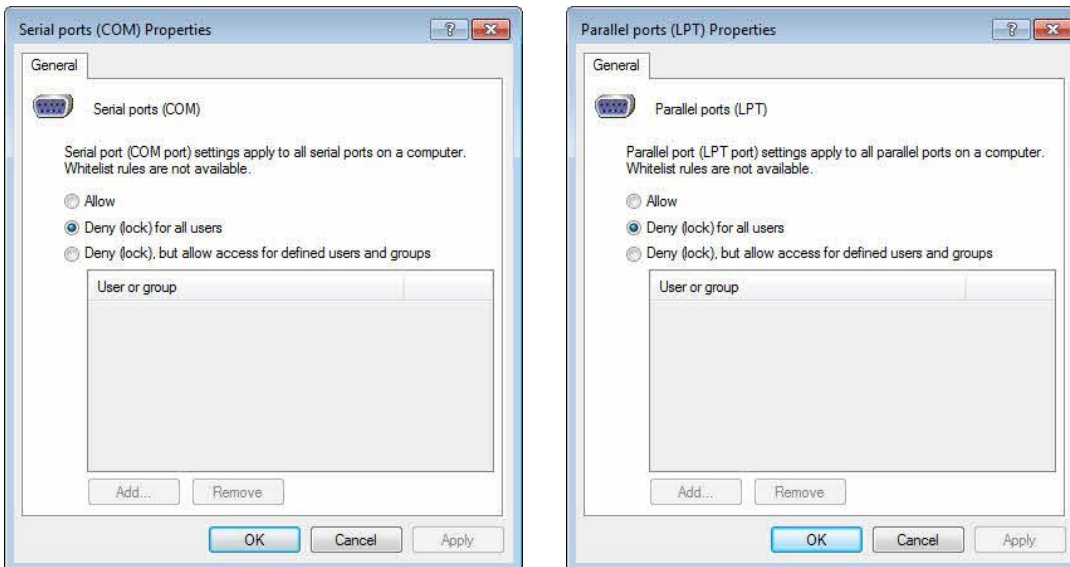 Serial ports (COM) Properties
General
Serial ports (COM)
Serial port (COM port) settings apply to all serial ports on a computer.
Whitelist rules are not available.
Allow
Deny (lock) for all users
Deny (lock), but allow access for defined users and groups
User or group
Add...
Remove
OK
Cancel
Apply
Parallel ports (LPT) Properties
General
Parallel ports (LPT)
Parallel port (LPT port) settings apply to all parallel ports on a computer.
Whitelist rules are not available.
Allow
Deny (lock) for all users
Deny (lock), but allow access for defined users and groups
User or group
Add...
Remove
OK
Cancel
Apply